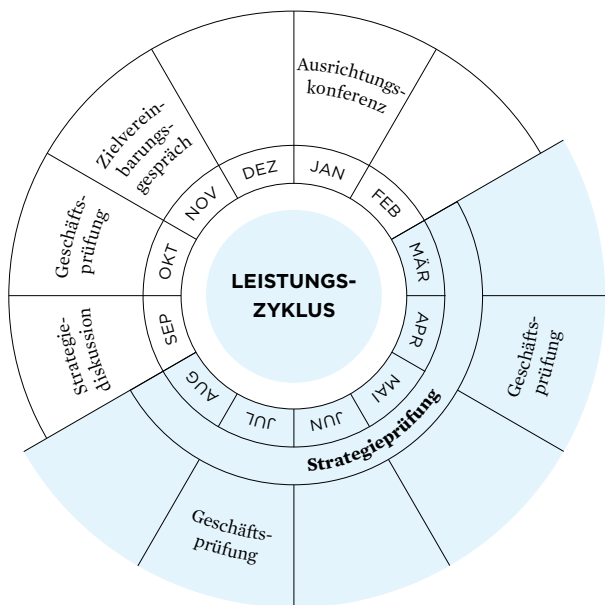 LEISTUNGS-
ZYKLUS
JAN
FEB
MÄR
APR
MAI
JUN
JUL
AUG
SEP
OKT
NOV
DEZ
Ausrichtungs-
konferenz
Geschäfts-
prüfung
Strategieprüfung
Geschäfts-
prüfung
Strategie-
diskussion
Geschäfts-
prüfung
Zielverein-
barungs-
gespräch